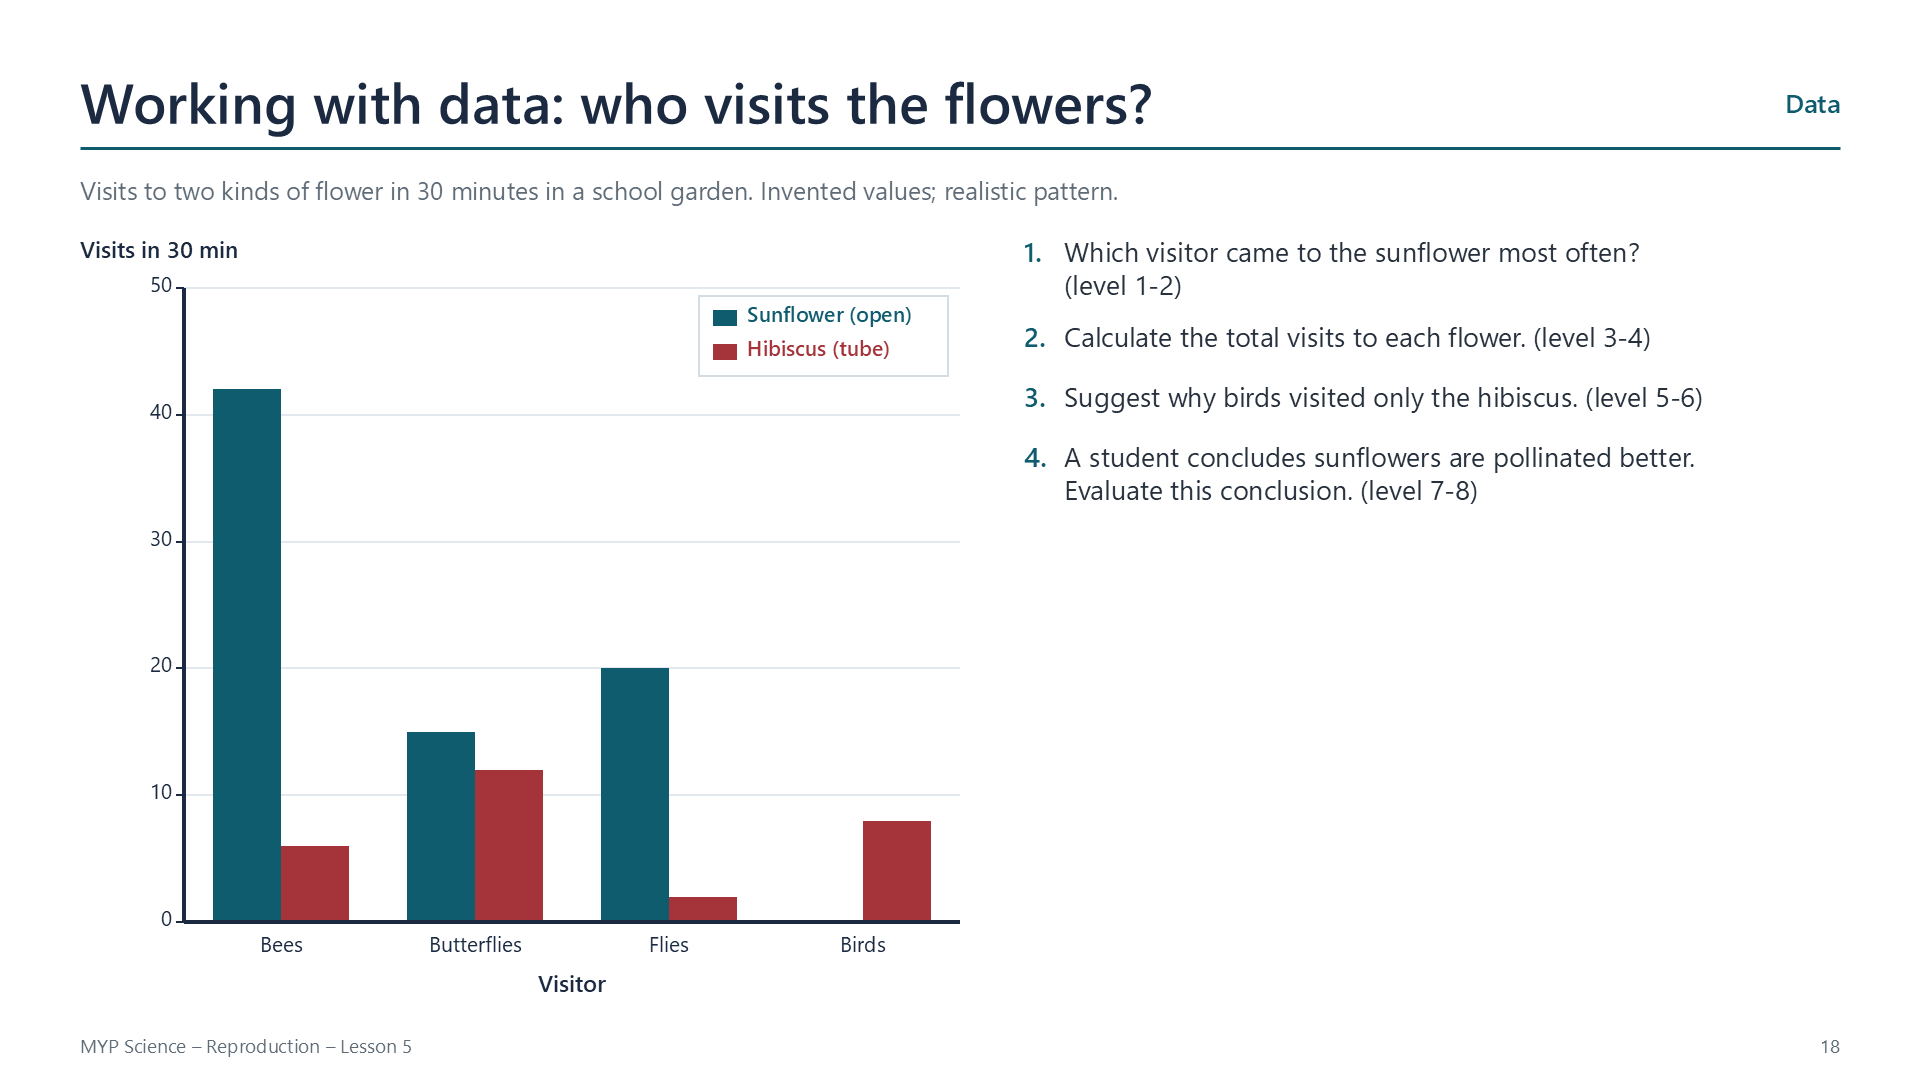 Working with data: who visits the flowers?
Data
Visits to two kinds of flower in 30 minutes in a school garden. Invented values; realistic pattern.
Visits in 30 min
50
40
30
20
10
0
Sunflower (open)
Hibiscus (tube)
Bees
Butterflies
Flies
Birds
Visitor
1. Which visitor came to the sunflower most often?
(level 1-2)
2. Calculate the total visits to each flower. (level 3-4)
3. Suggest why birds visited only the hibiscus. (level 5-6)
4. A student concludes sunflowers are pollinated better.
Evaluate this conclusion. (level 7-8)
MYP Science – Reproduction – Lesson 5
18